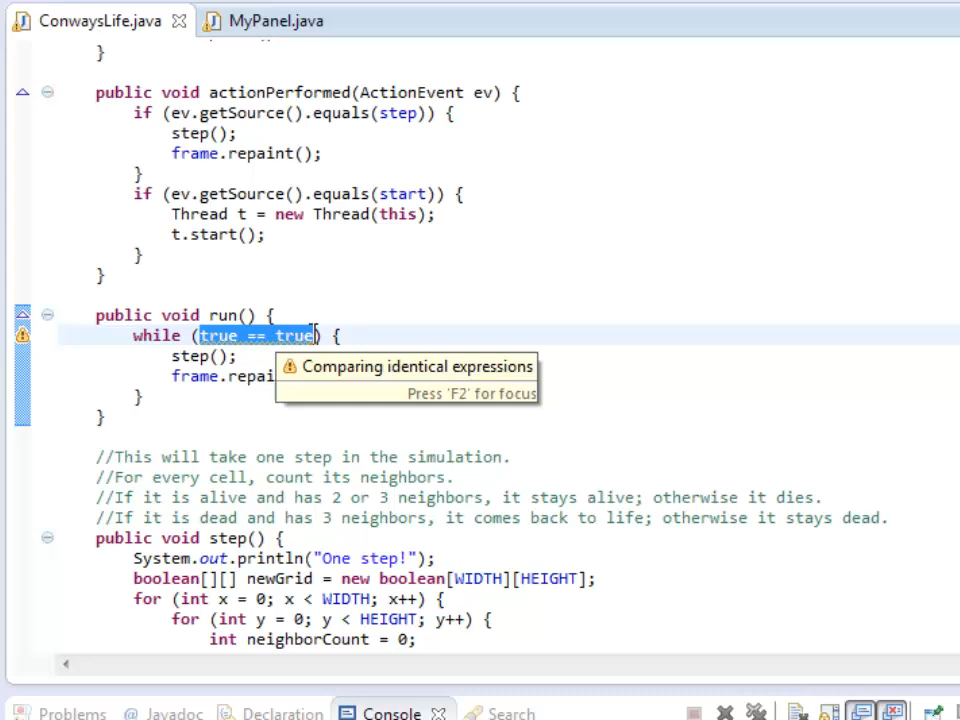 ConwaysLife.java MyPanel.java
}
public void actionPerformed(ActionEvent ev) {
if (ev.getSource().equals(step)) {
step();
frame.repaint();
}
if (ev.getSource().equals(start)) {
Thread t = new Thread(this);
t.start();
}
}
public void run() {
while (true == true) {
step();
frame.repai
Comparing identical expressions
Press 'F2' for focus
}
}
//This will take one step in the simulation.
//For every cell, count its neighbors.
//If it is alive and has 2 or 3 neighbors, it stays alive; otherwise it dies.
//If it is dead and has 3 neighbors, it comes back to life; otherwise it stays dead.
public void step() {
System.out.println("One step!");
boolean[][] newGrid = new boolean[WIDTH][HEIGHT];
for (int x = 0; x < WIDTH; x++) {
for (int y = 0; y < HEIGHT; y++) {
int neighborCount = 0;
Problems @ Javadoc Declaration Console Search